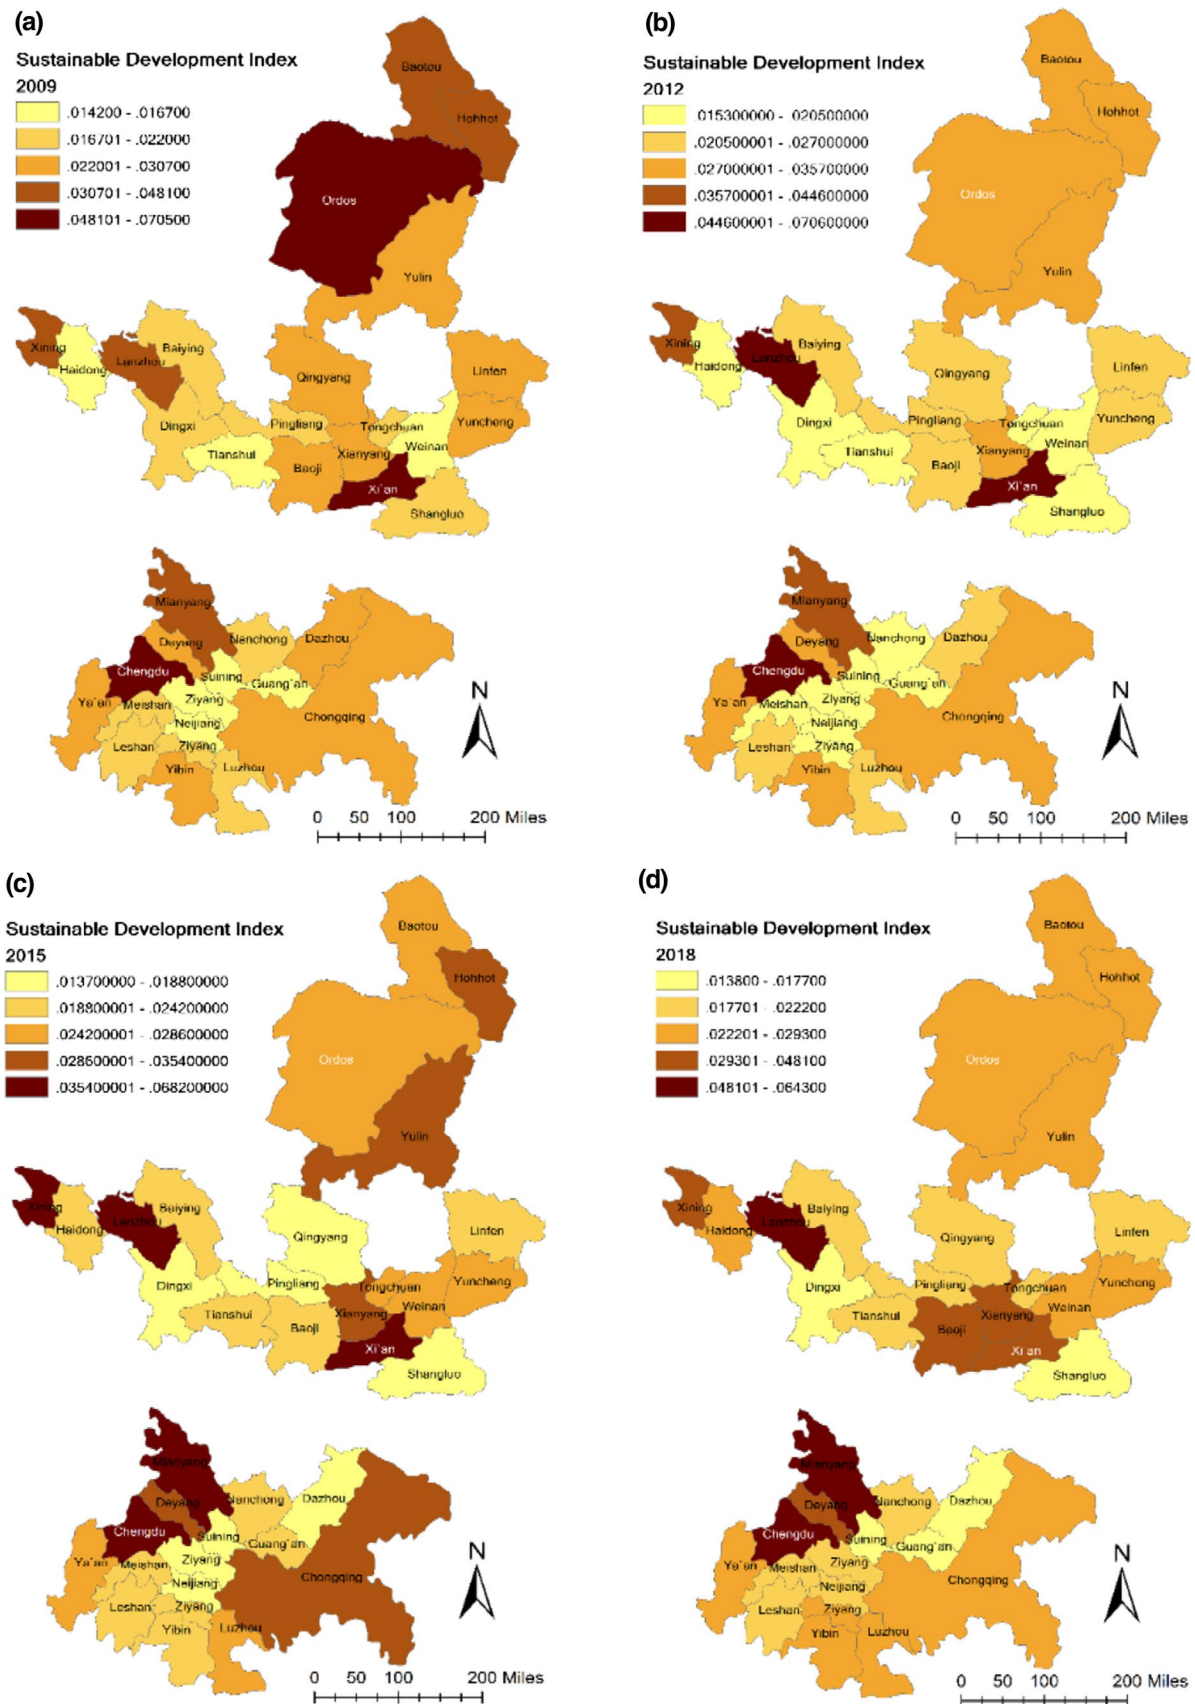 (a)
Sustainable Development Index
2009
.014200 - .016700
.016701 - .022000
.022001 - .030700
.030701 - .048100
.048101 - .070500
Baotou
Hohhot
Ordos
Yulin
Xining
Haidong
Lanzhou
Baiying
Qingyang
Linfen
Dingxi
Pingliang
Tongchuan
Yuncheng
Tianshui
Baoji
Xianyang
Weinan
Xi'an
Shangluo
Mianyang
Deyang
Nanchong
Dazhou
Chengdu
Suining
Guang'an
Ya'an
Meishan
Ziyang
Neijiang
Chongqing
Leshan
Ziyang
Yibin
Luzhou
N
0 50 100 200 Miles
(b)
Sustainable Development Index
2012
.015300000 - .020500000
.020500001 - .027000000
.027000001 - .035700000
.035700001 - .044600000
.044600001 - .070600000
Baotou
Hohhot
Ordos
Yulin
Xining
Haidong
Lanzhou
Baiying
Qingyang
Linfen
Dingxi
Pingliang
Tongchuan
Yuncheng
Tianshui
Baoji
Xianyang
Weinan
Xi'an
Shangluo
Mianyang
Deyang
Nanchong
Dazhou
Chengdu
Suining
Guang'an
Ya'an
Meishan
Ziyang
Neijiang
Chongqing
Leshan
Ziyang
Yibin
Luzhou
N
0 50 100 200 Miles
(c)
Sustainable Development Index
2015
.013700000 - .018800000
.018800001 - .024200000
.024200001 - .028600000
.028600001 - .035400000
.035400001 - .068200000
Baotou
Hohhot
Ordos
Yulin
Xining
Haidong
Lanzhou
Baiying
Qingyang
Linfen
Dingxi
Pingliang
Tongchuan
Yuncheng
Tianshui
Baoji
Xianyang
Weinan
Xi'an
Shangluo
Mianyang
Deyang
Nanchong
Dazhou
Chengdu
Suining
Guang'an
Ya'an
Meishan
Ziyang
Neijiang
Chongqing
Leshan
Ziyang
Yibin
Luzhou
N
0 50 100 200 Miles
(d)
Sustainable Development Index
2018
.013800 - .017700
.017701 - .022200
.022201 - .029300
.029301 - .048100
.048101 - .064300
Baotou
Hohhot
Ordos
Yulin
Xining
Haidong
Lanzhou
Baiying
Qingyang
Linfen
Dingxi
Pingliang
Tongchuan
Yuncheng
Tianshui
Baoji
Xianyang
Weinan
Xi'an
Shangluo
Mianyang
Deyang
Nanchong
Dazhou
Chengdu
Suining
Guang'an
Ya'an
Meishan
Ziyang
Neijiang
Chongqing
Leshan
Ziyang
Yibin
Luzhou
N
0 50 100 200 Miles